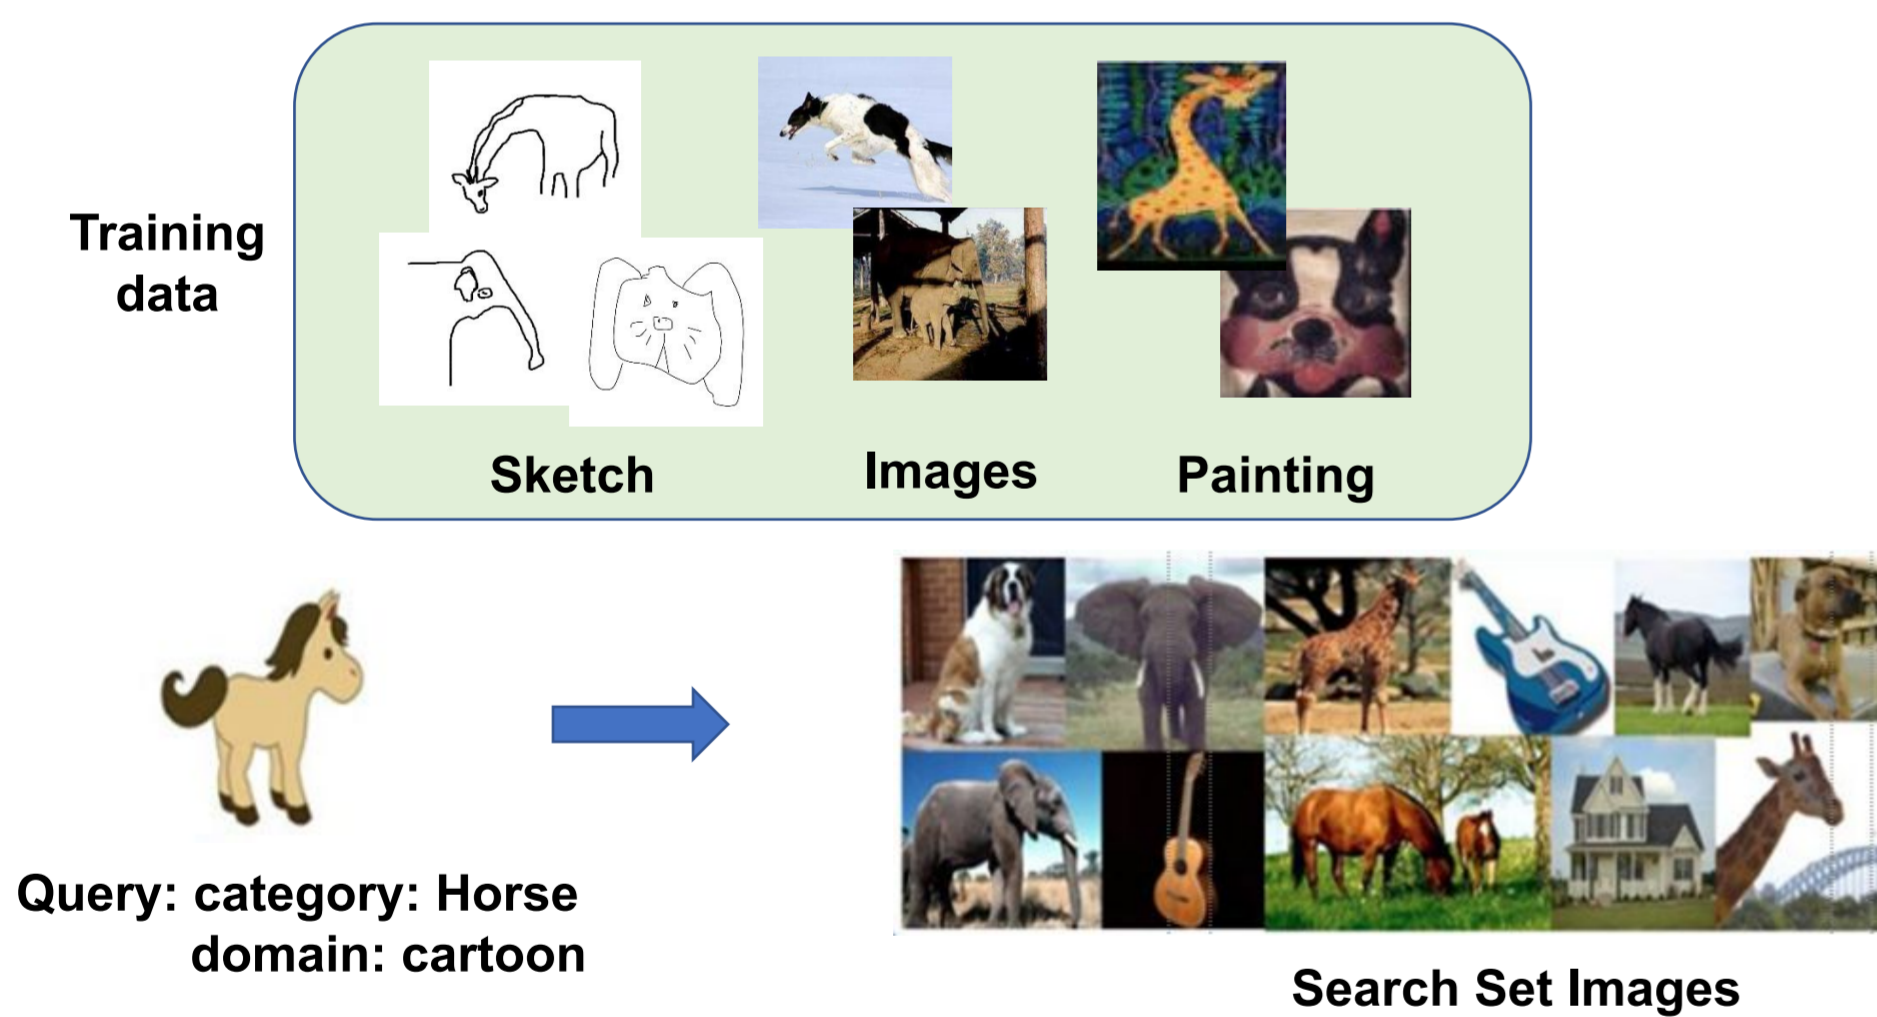 Training
data
Sketch
Images
Painting
Query: category: Horse
domain: cartoon
Search Set Images